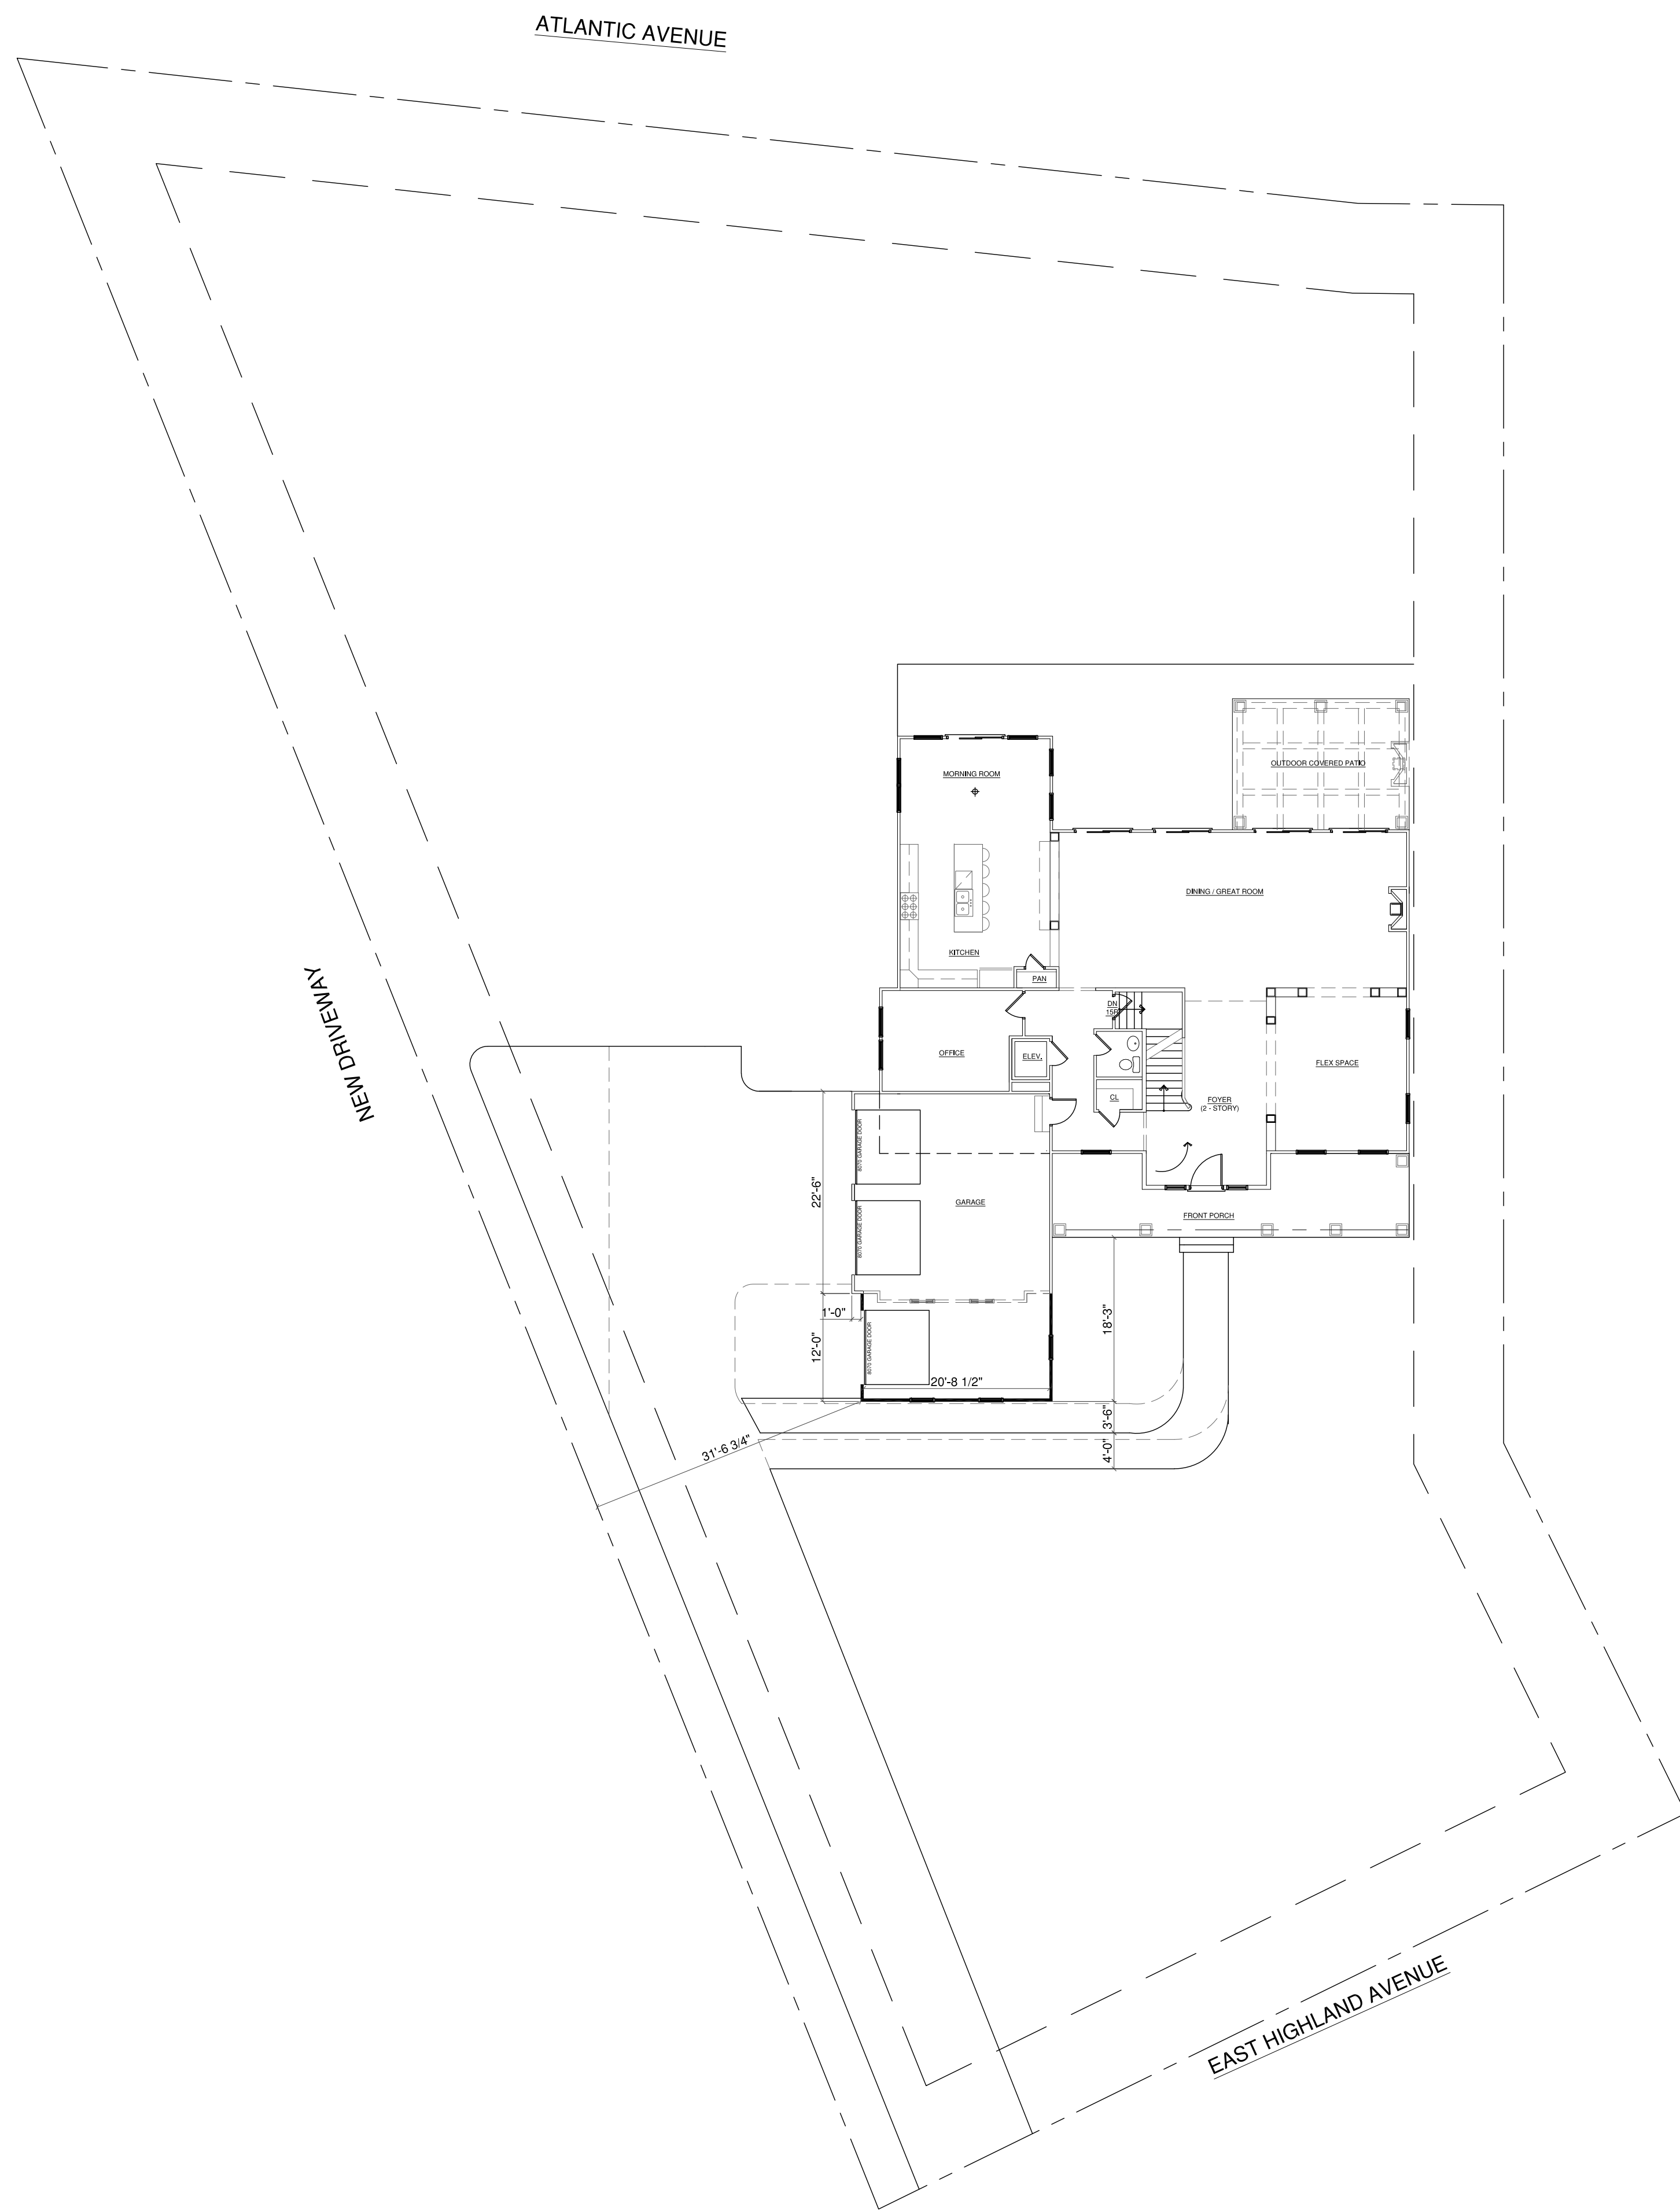 ATLANTIC AVENUE
MORNING ROOM
OUTDOOR COVERED PATIO
DINING / GREAT ROOM
KITCHEN
PAN
NEW DRIVEWAY
DN
15R
OFFICE
ELEV.
FLEX SPACE
CL
FOYER
(2 - STORY)
8070 GARAGE DOOR
22'-6"
GARAGE
8070 GARAGE DOOR
FRONT PORCH
1'-0"
18'-3"
12'-0"
8070 GARAGE DOOR
20'-8 1/2"
3'-6"
31'-6 3/4"
4'-0"
EAST HIGHLAND AVENUE